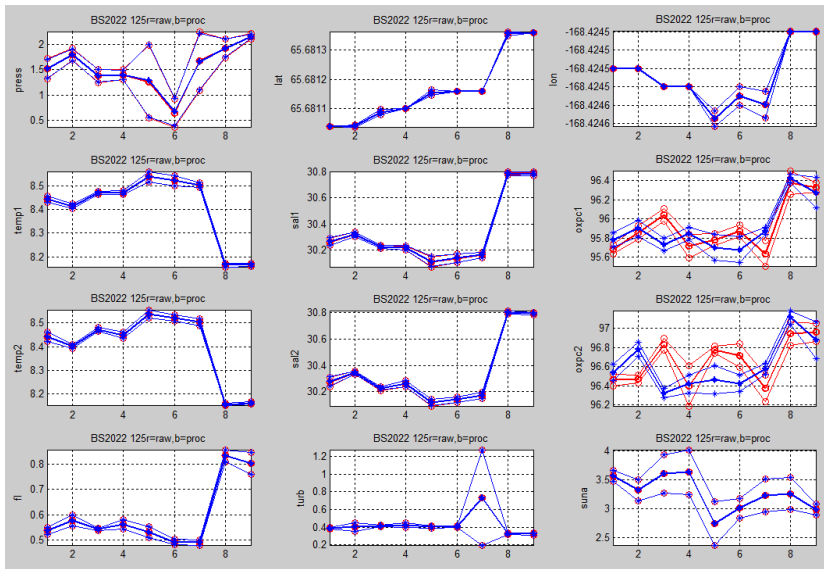 BS2022 125r=raw,b=proc BS2022 125r=raw,b=proc BS2022 125r=raw,b=proc
press
2
1.5
1
0.5
2 4 6 8
lat
65.6813
65.6812
65.6811
2 4 6 8
lon
-168.4245
-168.4245
-168.4245
-168.4246
-168.4246
-168.4246
2 4 6 8
BS2022 125r=raw,b=proc BS2022 125r=raw,b=proc BS2022 125r=raw,b=proc
temp1
8.5
8.4
8.2
2 4 6 8
sal1
30.8
30.6
30.4
30.2
2 4 6 8
oxpc1
96.4
96.2
96
95.8
95.6
2 4 6 8
BS2022 125r=raw,b=proc BS2022 125r=raw,b=proc BS2022 125r=raw,b=proc
temp2
8.5
8.4
8.2
2 4 6 8
sal2
30.8
30.6
30.4
30.2
2 4 6 8
oxpc2
97
96.8
96.6
96.4
96.2
2 4 6 8
BS2022 125r=raw,b=proc BS2022 125r=raw,b=proc BS2022 125r=raw,b=proc
fl
0.8
0.7
0.6
0.5
2 4 6 8
turb
1.2
1
0.8
0.6
0.4
0.2
2 4 6 8
suna
4
3.5
3
2.5
2 4 6 8